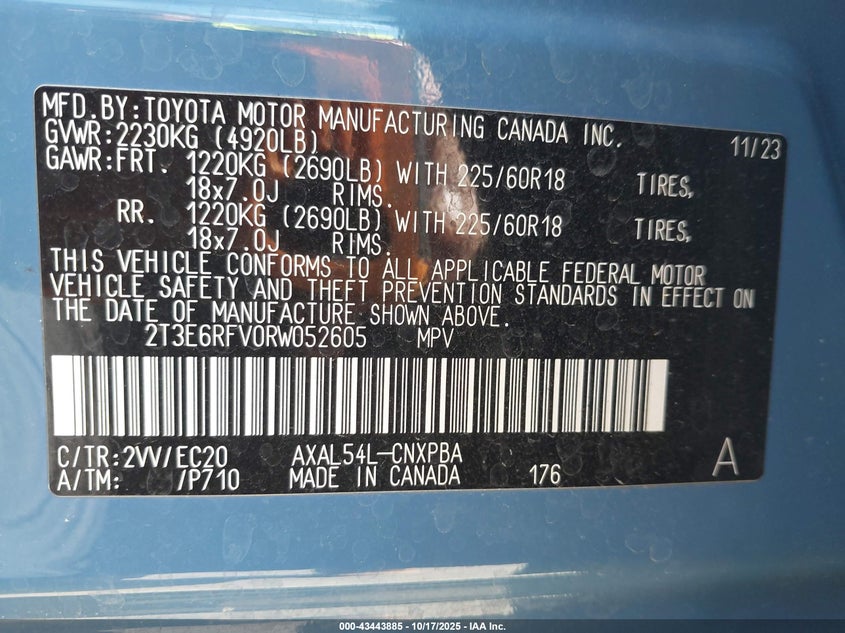 MFD.BY:TOYOTA MOTOR MANUFACTURING CANADA INC. 11/23
GVWR:2230KG (4920LB)
GAWR:FRT. 1220KG (2690LB) WITH 225/60R18 TIRES,
18x7.0J RIMS.
RR. 1220KG (2690LB) WITH 225/60R18 TIRES,
18x7.0J RIMS.
THIS VEHICLE CONFORMS TO ALL APPLICABLE FEDERAL MOTOR
VEHICLE SAFETY AND THEFT PREVENTION STANDARDS IN EFFECT ON
THE DATE OF MANUFACTURE SHOWN ABOVE.
2T3E6RFV0RW052605 MPV
C/TR:2VV/EC20 AXAL54L-CNXPBA A
A/TM: /P710 MADE IN CANADA 176
000-43443885 - 10/17/2025 - IAA Inc.